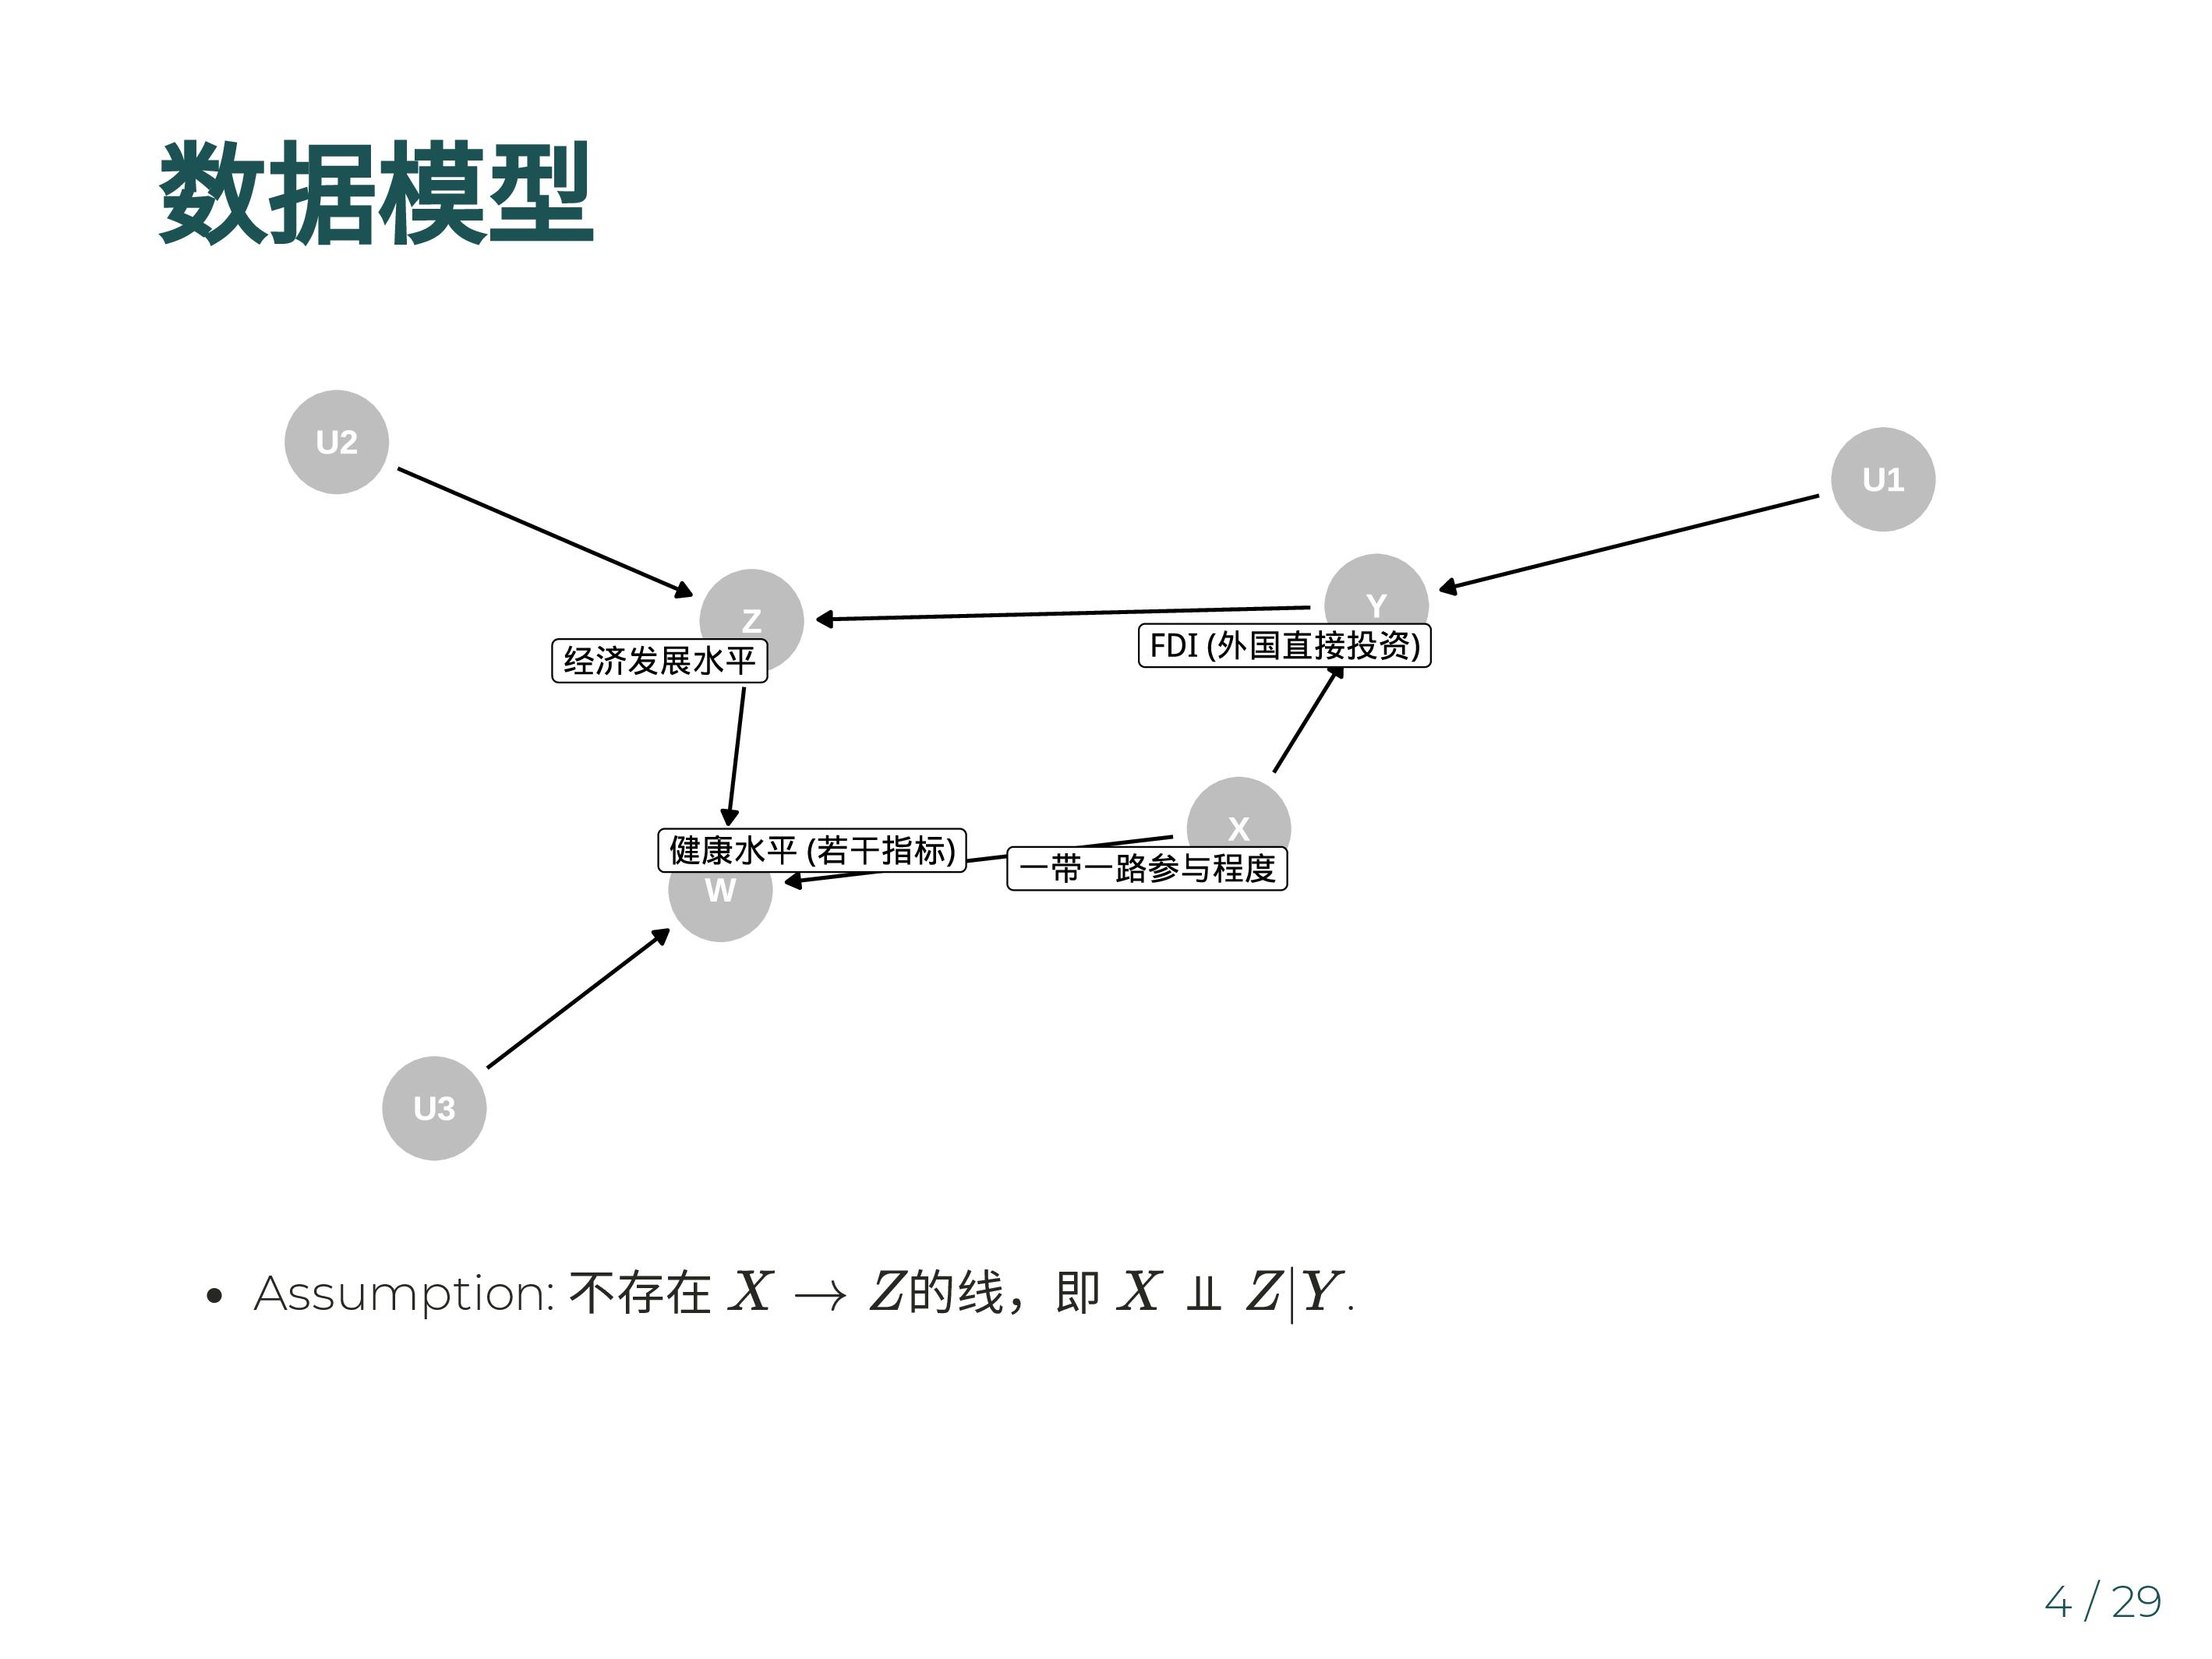 数据模型
U2
U1
Z
Y
经济发展水平
FDI (外国直接投资)
X
健康水平 (若干指标)
一带一路参与程度
W
U3
• Assumption: 不存在 X → Z的线，即 X ⫫ Z|Y.
4 / 29